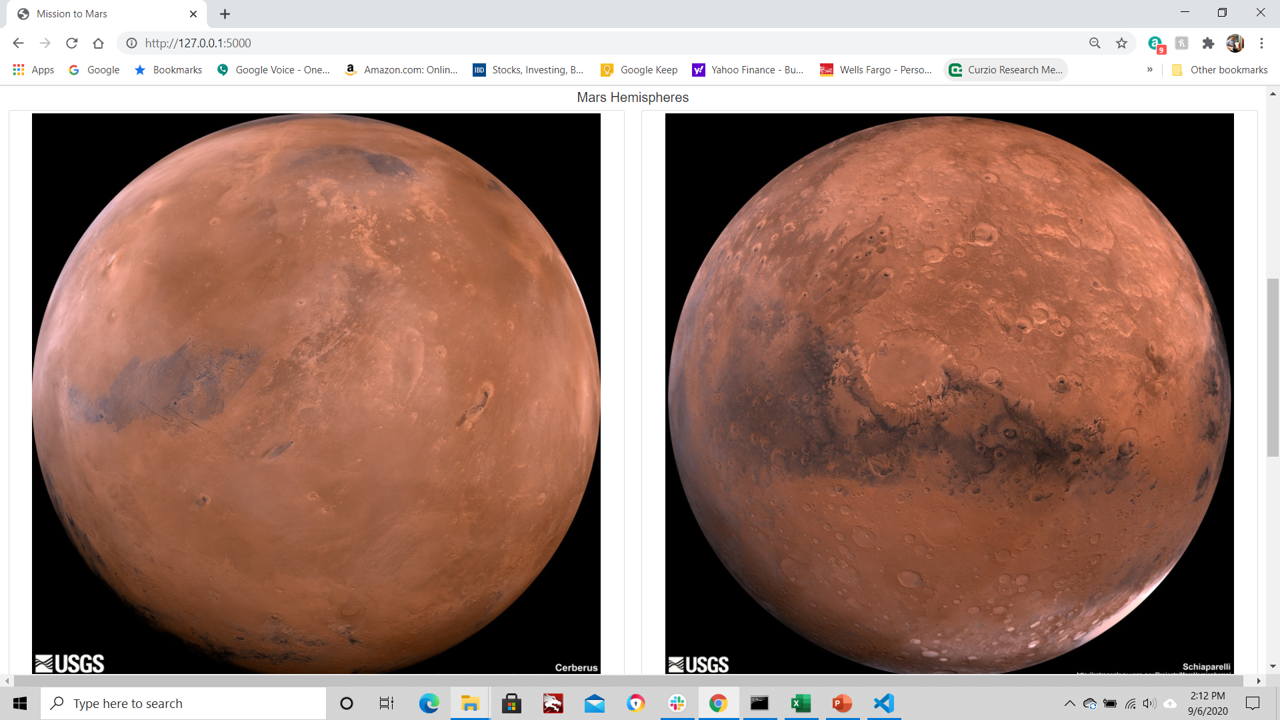 Mission to Mars
http://127.0.0.1:5000
9
Apps
Google
Bookmarks
Google Voice - One...
Amazon.com: Onlin...
IBD
Stocks, Investing, B...
Google Keep
Yahoo Finance - Bu...
Wells Fargo - Perso...
Curzio Research Me...
»
Other bookmarks
Mars Hemispheres
USGS
Cerberus
USGS
Schiaparelli
Type here to search
2:12 PM
9/6/2020